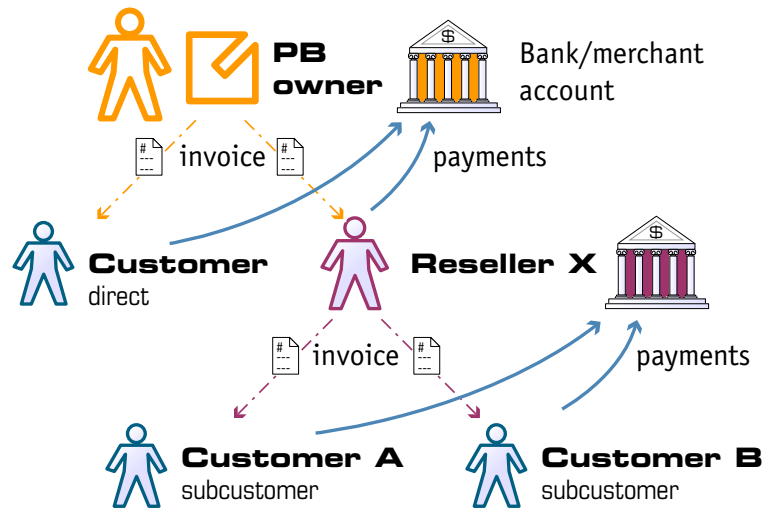 PB
owner
$
Bank/merchant
account
#
---
---
invoice
#
---
---
payments
Customer
direct
Reseller X
$
#
---
---
invoice
#
---
---
payments
Customer A
subcustomer
Customer B
subcustomer